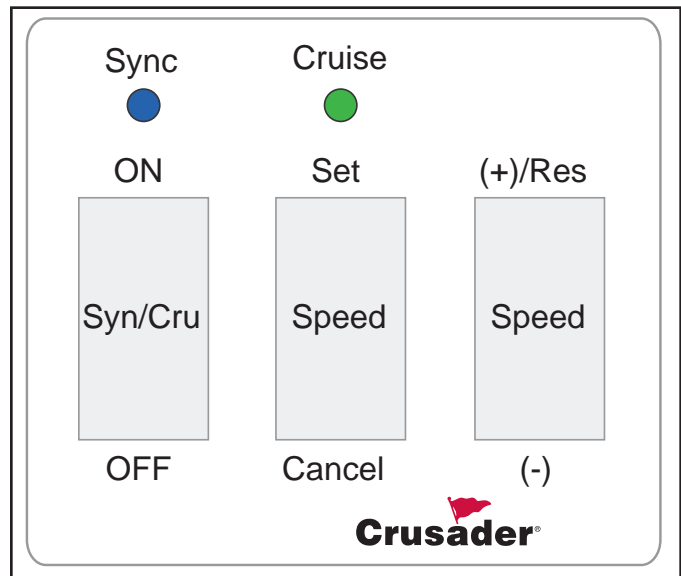 Sync Cruise
ON Set (+)/Res
Syn/Cru Speed Speed
OFF Cancel (-)
Crusader®